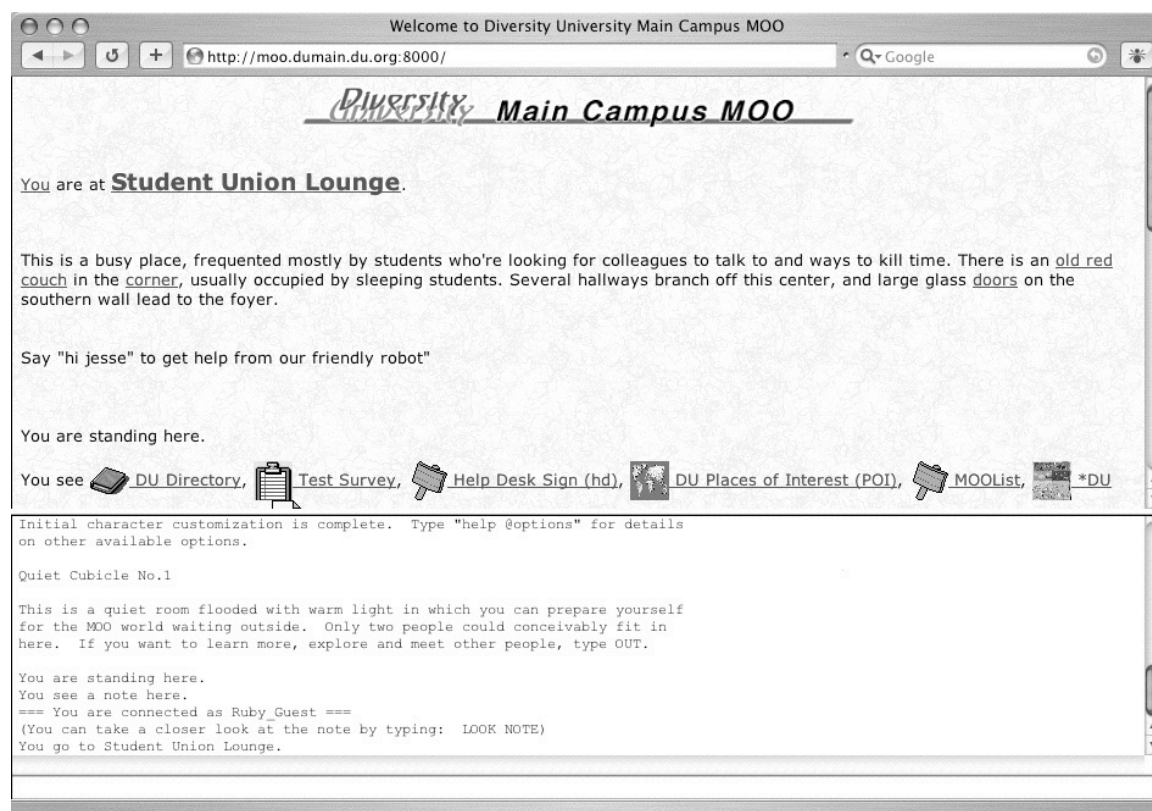 Welcome to Diversity University Main Campus MOO
http://moo.dumain.du.org:8000/
Google
Diversity University Main Campus MOO
You are at Student Union Lounge.
This is a busy place, frequented mostly by students who're looking for colleagues to talk to and ways to kill time. There is an old red
couch in the corner, usually occupied by sleeping students. Several hallways branch off this center, and large glass doors on the
southern wall lead to the foyer.
Say "hi jesse" to get help from our friendly robot"
You are standing here.
You see DU Directory, Test Survey, Help Desk Sign (hd), DU Places of Interest (POI), MOOList, *DU
Initial character customization is complete.  Type "help @options" for details
on other available options.
Quiet Cubicle No.1
This is a quiet room flooded with warm light in which you can prepare yourself
for the MOO world waiting outside.  Only two people could conceivably fit in
here.  If you want to learn more, explore and meet other people, type OUT.
You are standing here.
You see a note here.
=== You are connected as Ruby_Guest ===
(You can take a closer look at the note by typing:  LOOK NOTE)
You go to Student Union Lounge.